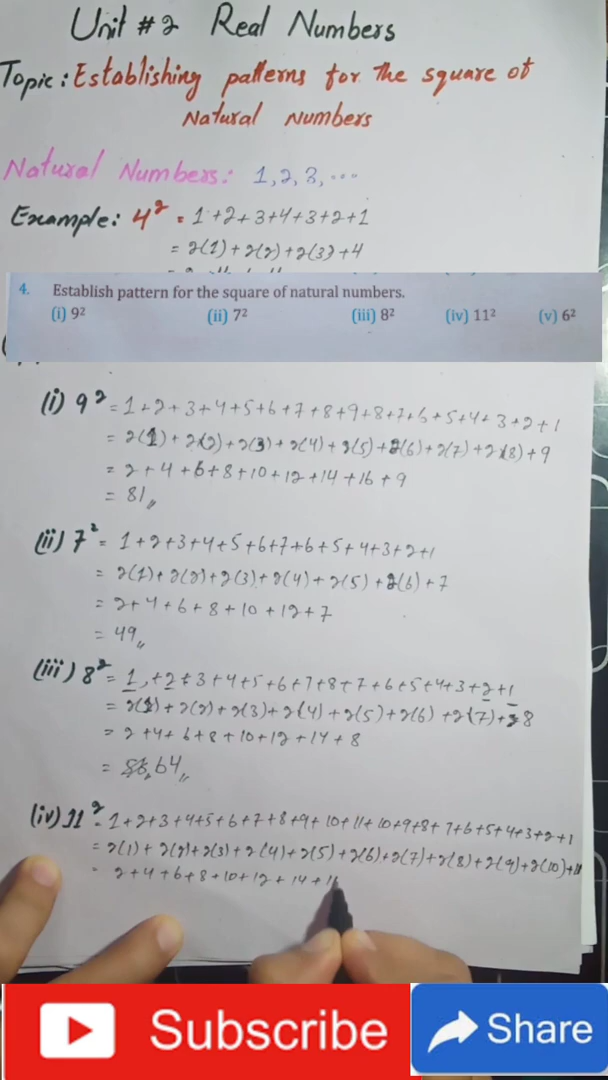 Unit #2 Real Numbers
Topic: Establishing patterns for the square of
Natural Numbers
Natural Numbers: 1,2,3,...
Example: 4² = 1+2+3+4+3+2+1
= 2(1)+2(2)+2(3)+4
4. Establish pattern for the square of natural numbers.
(i) 9² (ii) 7² (iii) 8² (iv) 11² (v) 6²
(i) 9² = 1+2+3+4+5+6+7+8+9+8+7+6+5+4+3+2+1
= 2(1)+2(2)+2(3)+2(4)+2(5)+2(6)+2(7)+2(8)+9
= 2+4+6+8+10+12+14+16+9
= 81
(ii) 7² = 1+2+3+4+5+6+7+6+5+4+3+2+1
= 2(1)+2(2)+2(3)+2(4)+2(5)+2(6)+7
= 2+4+6+8+10+12+7
= 49
(iii) 8² = 1+2+3+4+5+6+7+8+7+6+5+4+3+2+1
= 2(1)+2(2)+2(3)+2(4)+2(5)+2(6)+2(7)+8
= 2+4+6+8+10+12+14+8
= 64
(iv) 11² = 1+2+3+4+5+6+7+8+9+10+11+10+9+8+7+6+5+4+3+2+1
= 2(1)+2(2)+2(3)+2(4)+2(5)+2(6)+2(7)+2(8)+2(9)+2(10)+11
= 2+4+6+8+10+12+14+1
Subscribe Share